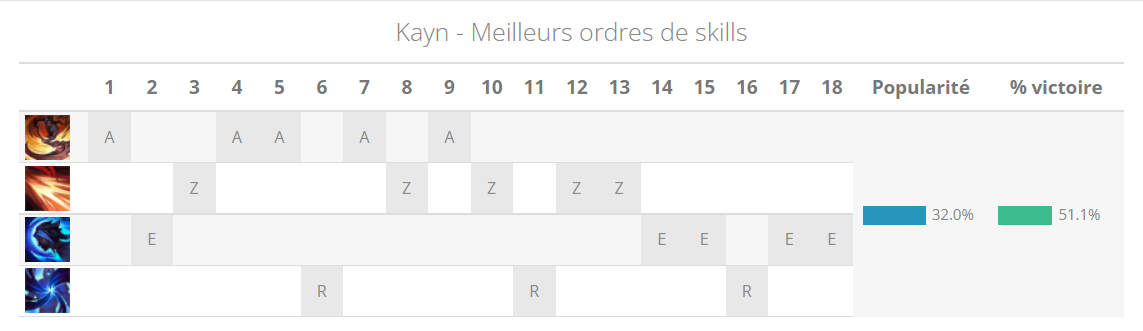 Kayn - Meilleurs ordres de skills
1 2 3 4 5 6 7 8 9 10 11 12 13 14 15 16 17 18 Popularité % victoire
A A A A A
Z Z Z Z Z
32.0% 51.1%
E E E E E
R R R